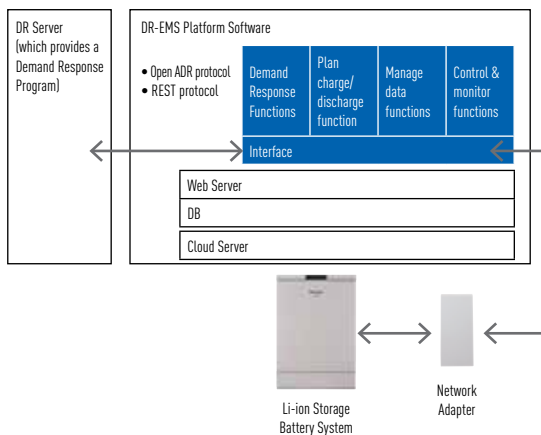 DR Server
(which provides a
Demand Response
Program)
DR-EMS Platform Software
• Open ADR protocol
• REST protocol
Demand
Response
Functions
Plan
charge/
discharge
function
Manage
data
functions
Control &
monitor
functions
Interface
Web Server
DB
Cloud Server
Li-ion Storage
Battery System
Network
Adapter